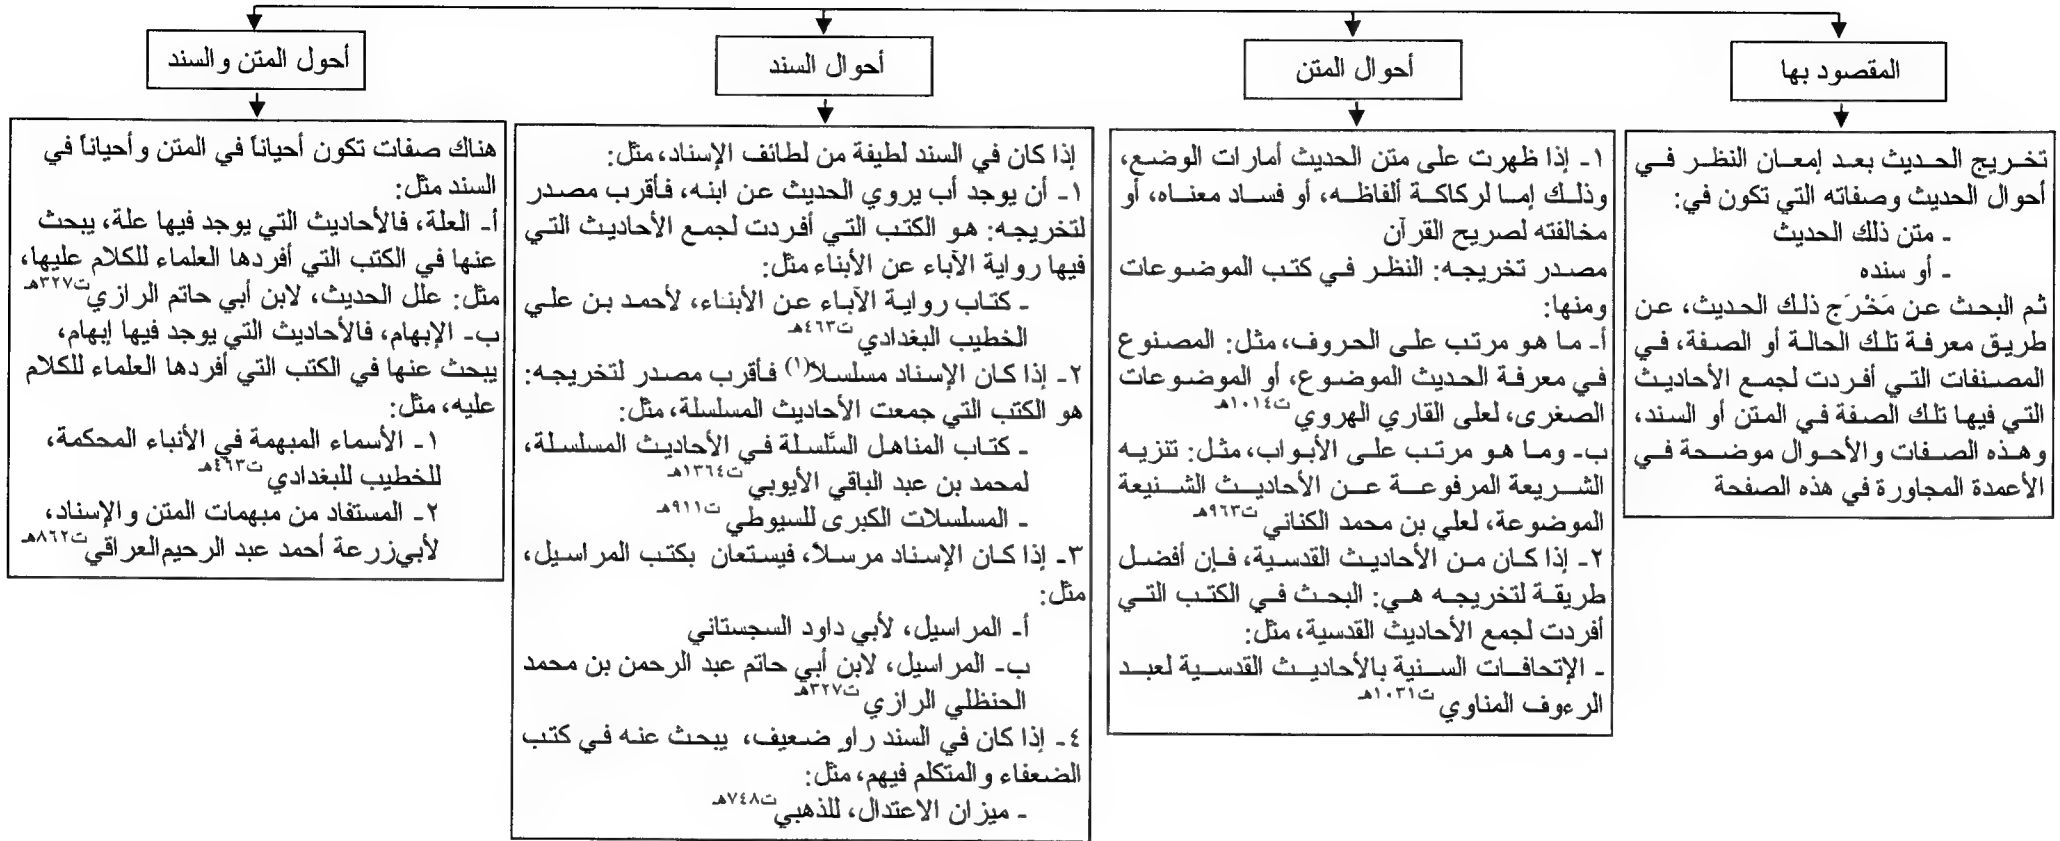 المقصود بها
تخريج الحديث بعد إمعان النظر في
أحوال الحديث وصفاته التي تكون في:
- متن ذلك الحديث
- أو سنده
ثم البحث عن مَخْرَج ذلك الحديث، عن
طريق معرفة تلك الحالة أو الصفة، في
المصنفات التي أفردت لجمع الأحاديث
التي فيها تلك الصفة في المتن أو السند،
وهذه الصفات والأحوال موضحة في
الأعمدة المجاورة في هذه الصفحة
أحوال المتن
١- إذا ظهرت على متن الحديث أمارات الوضع،
وذلك إما لركاكة ألفاظه، أو فساد معناه، أو
مخالفته لصريح القرآن
مصدر تخريجه: النظر في كتب الموضوعات
ومنها:
أ- ما هو مرتب على الحروف، مثل: المصنوع
في معرفة الحديث الموضوع، أو الموضوعات
الصغرى، لعلى القاري الهروي ت١٠١٤هـ
ب- وما هو مرتب على الأبواب، مثل: تنزيه
الشريعة المرفوعة عن الأحاديث الشنيعة
الموضوعة، لعلي بن محمد الكناني ت٩٦٣هـ
٢- إذا كان من الأحاديث القدسية، فإن أفضل
طريقة لتخريجه هي: البحث في الكتب التي
أفردت لجمع الأحاديث القدسية، مثل:
- الإتحافات السنية بالأحاديث القدسية لعبد
الرءوف المناوي ت١٠٣١هـ
أحوال السند
إذا كان في السند لطيفة من لطائف الإسناد، مثل:
١- أن يوجد أب يروي الحديث عن ابنه، فأقرب مصدر
لتخريجه: هو الكتب التي أفردت لجمع الأحاديث التي
فيها رواية الآباء عن الأبناء مثل:
- كتاب رواية الآباء عن الأبناء، لأحمد بن علي
الخطيب البغدادي ت٤٦٣هـ
٢- إذا كان الإسناد مسلسلاً(١) فأقرب مصدر لتخريجه:
هو الكتب التي جمعت الأحاديث المسلسلة، مثل:
- كتاب المناهل السَّلسلة في الأحاديث المسلسلة،
لمحمد بن عبد الباقي الأيوبي ت١٣٦٤هـ
- المسلسلات الكبرى للسيوطي ت٩١١هـ
٣- إذا كان الإسناد مرسلاً، فيستعان بكتب المراسيل،
مثل:
أ- المراسيل، لأبي داود السجستاني
ب- المراسيل، لابن أبي حاتم عبد الرحمن بن محمد
الحنظلي الرازي ت٣٢٧هـ
٤- إذا كان في السند راوٍ ضعيف، يبحث عنه في كتب
الضعفاء والمتكلم فيهم، مثل:
- ميزان الاعتدال، للذهبي ت٧٤٨هـ
أحول المتن والسند
هناك صفات تكون أحياناً في المتن وأحياناً في
السند مثل:
أ- العلة، فالأحاديث التي يوجد فيها علة، يبحث
عنها في الكتب التي أفردها العلماء للكلام عليها،
مثل: علل الحديث، لابن أبي حاتم الرازي ت٣٢٧هـ
ب- الإبهام، فالأحاديث التي يوجد فيها إبهام،
يبحث عنها في الكتب التي أفردها العلماء للكلام
عليه، مثل:
١- الأسماء المبهمة في الأنباء المحكمة،
للخطيب للبغدادي ت٤٦٣هـ
٢- المستفاد من مبهمات المتن والإسناد،
لأبي زرعة أحمد عبد الرحيم العراقي ت٨٦٢هـ